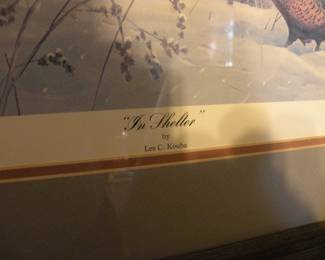 "In Shelter"
by
Les C. Kouba